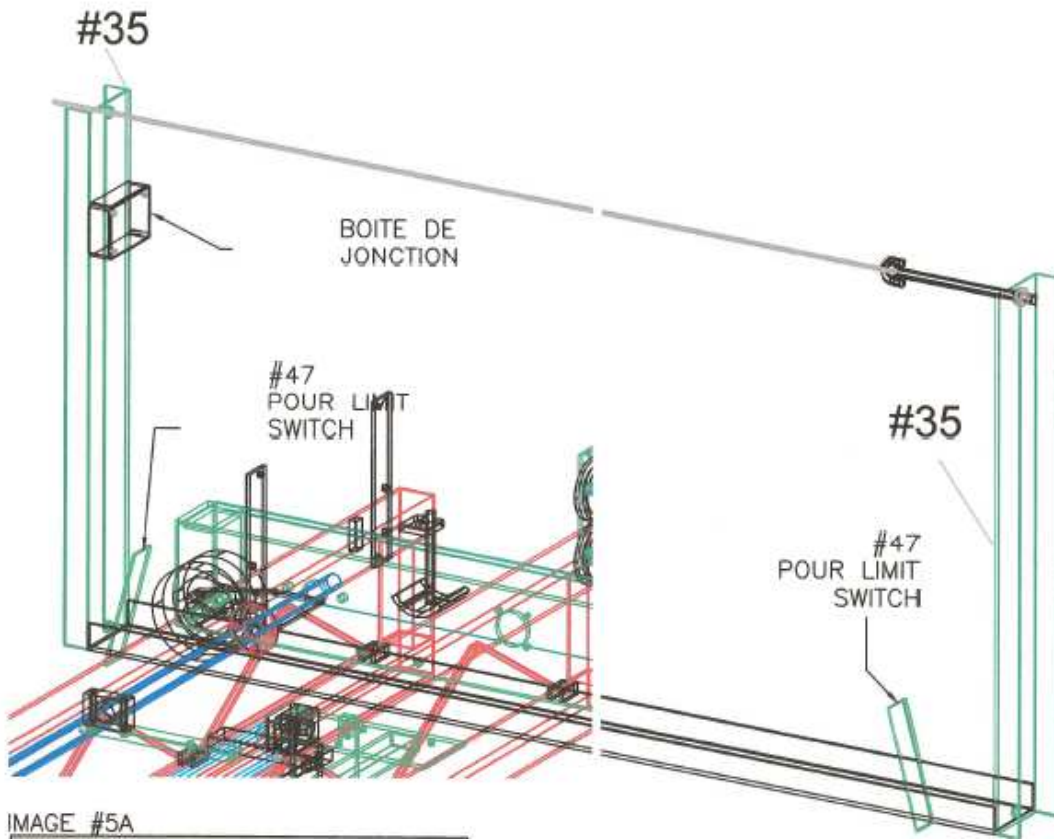 #35
BOITE DE
JONCTION
#47
POUR LIMIT
SWITCH
#35
#47
POUR LIMIT
SWITCH
IMAGE #5A